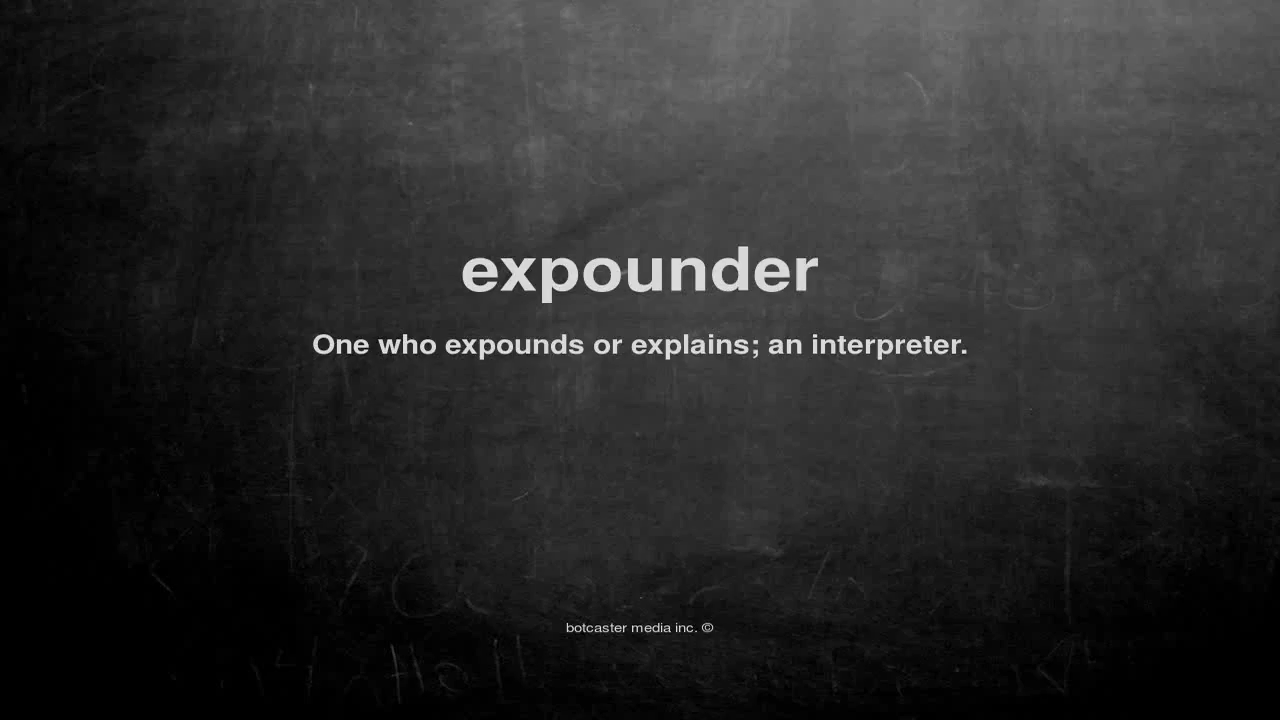 expounder
One who expounds or explains; an interpreter.
botcaster media inc. ©